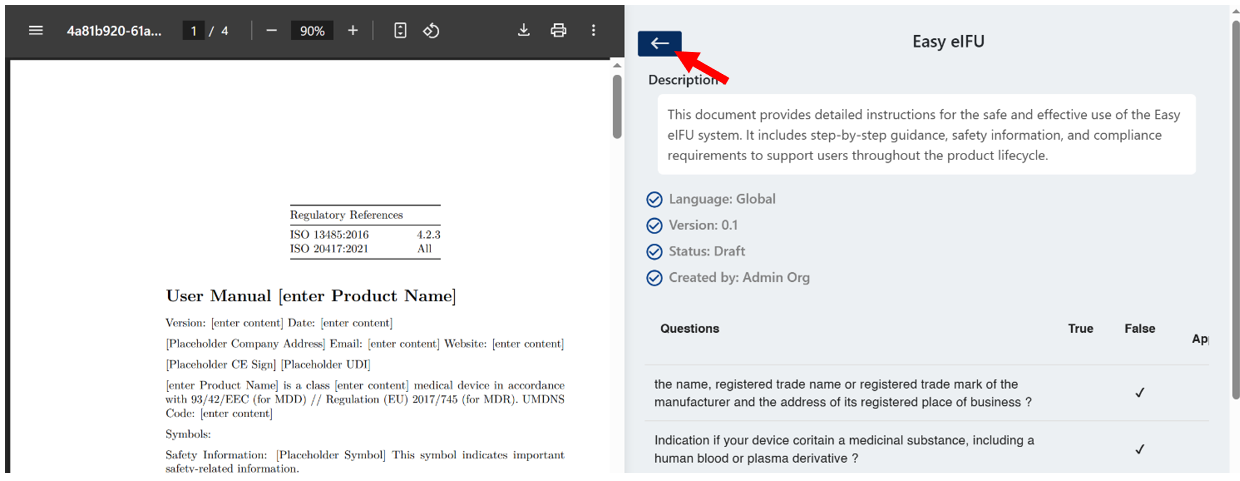 4a81b920-61a...
1 / 4
90%
Regulatory References
ISO 13485:2016 4.2.3
ISO 20417:2021 All
User Manual [enter Product Name]
Version: [enter content] Date: [enter content]
[Placeholder Company Address] Email: [enter content] Website: [enter content]
[Placeholder CE Sign] [Placeholder UDI]
[enter Product Name] is a class [enter content] medical device in accordance
with 93/42/EEC (for MDD) // Regulation (EU) 2017/745 (for MDR). UMDNS
Code: [enter content]
Symbols:
Safety Information: [Placeholder Symbol] This symbol indicates important
safety-related information.
Easy eIFU
Description
This document provides detailed instructions for the safe and effective use of the Easy
eIFU system. It includes step-by-step guidance, safety information, and compliance
requirements to support users throughout the product lifecycle.
Language: Global
Version: 0.1
Status: Draft
Created by: Admin Org
Questions True False
the name, registered trade name or registered trade mark of the
manufacturer and the address of its registered place of business ?
Indication if your device coritain a medicinal substance, including a
human blood or plasma derivative ?